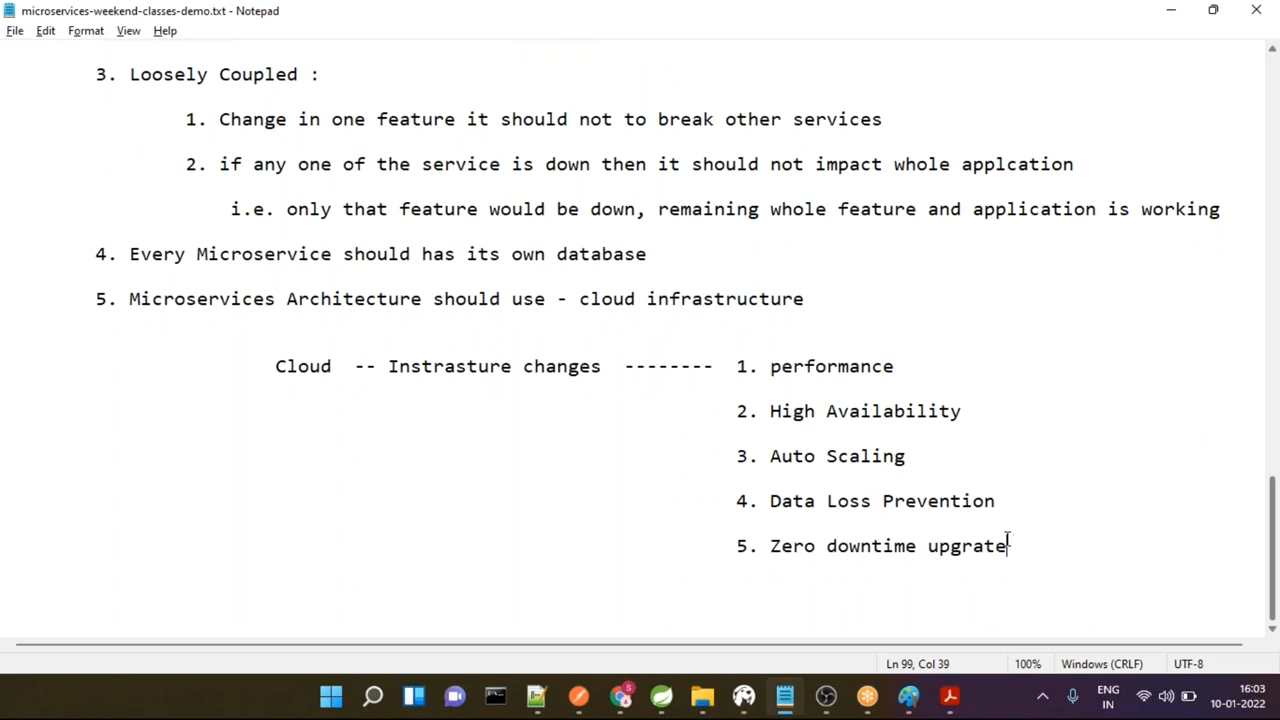 microservices-weekend-classes-demo.txt - Notepad
File Edit Format View Help
3. Loosely Coupled :
1. Change in one feature it should not to break other services
2. if any one of the service is down then it should not impact whole applcation
i.e. only that feature would be down, remaining whole feature and application is working
4. Every Microservice should has its own database
5. Microservices Architecture should use - cloud infrastructure
Cloud -- Instrasture changes -------- 1. performance
2. High Availability
3. Auto Scaling
4. Data Loss Prevention
5. Zero downtime upgrate
Ln 99, Col 39 100% Windows (CRLF) UTF-8
ENG 16:03
IN 10-01-2022